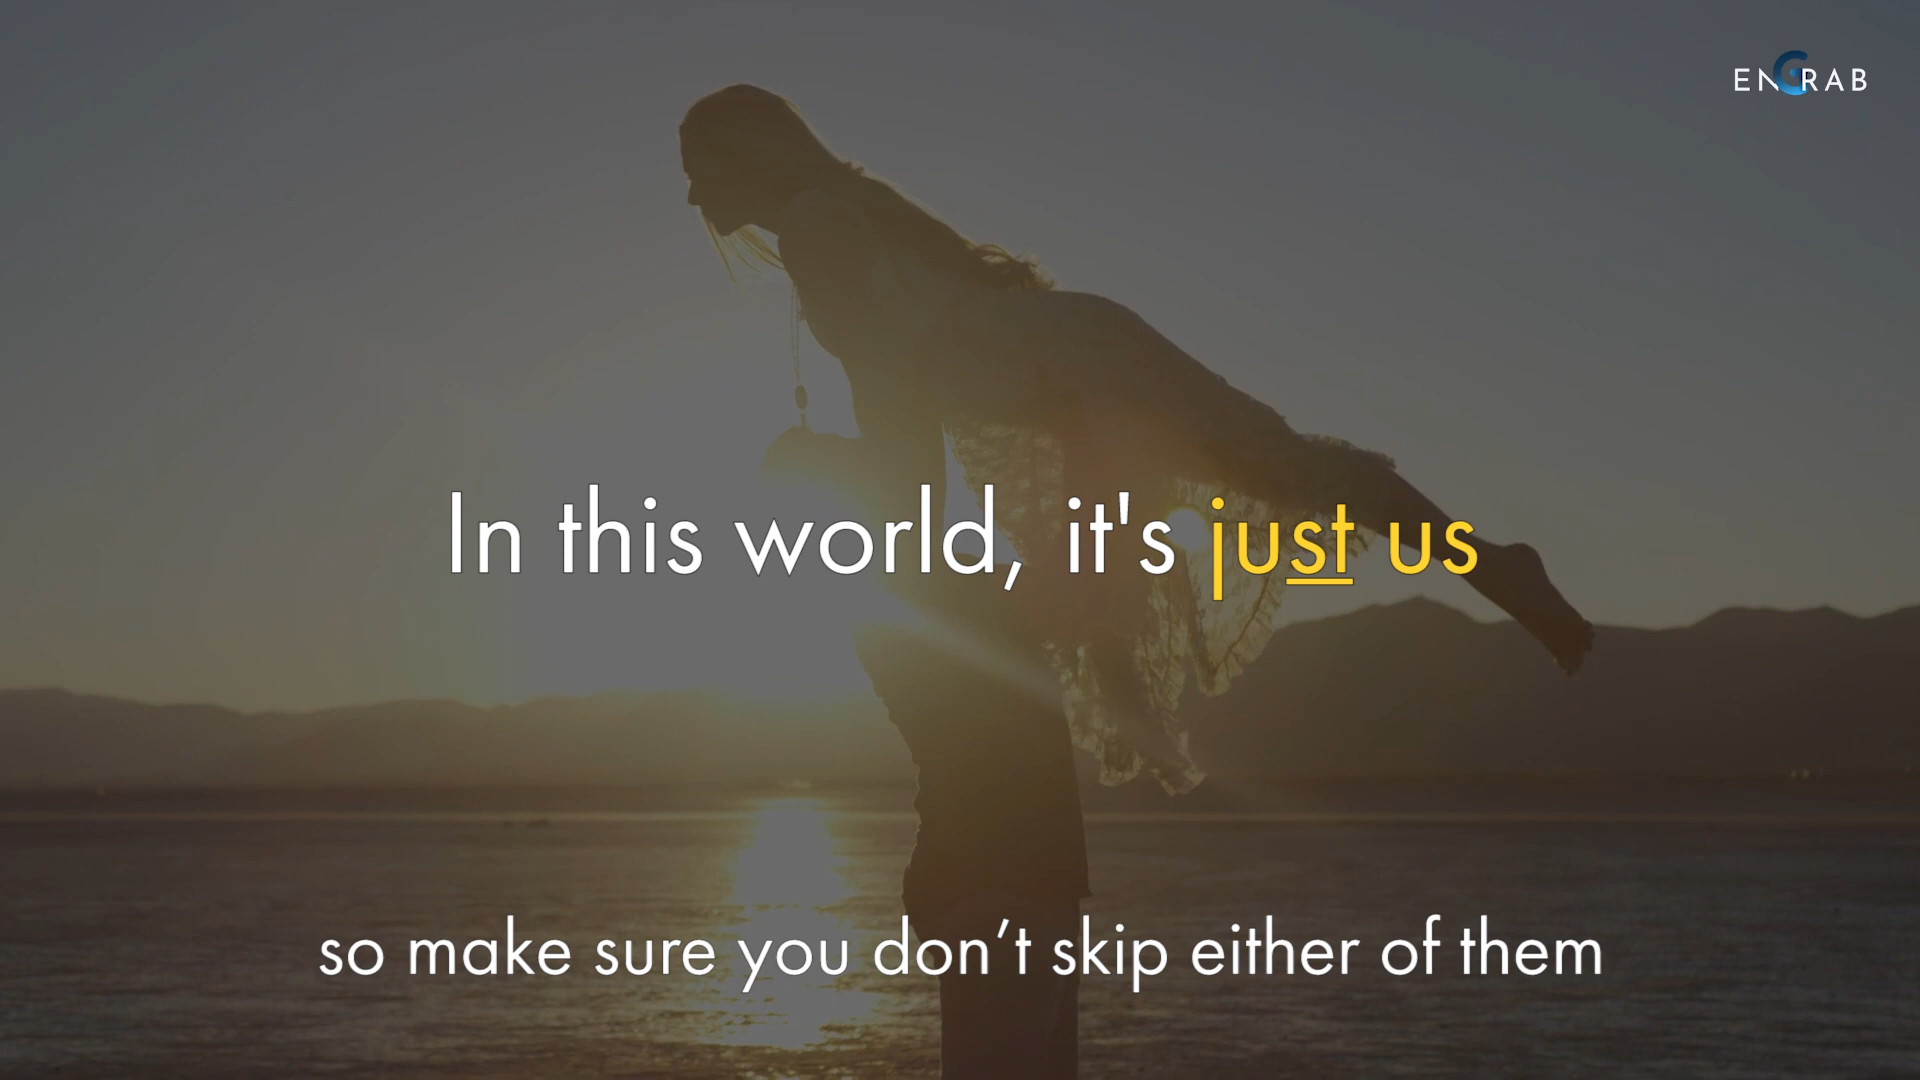 ENGRAB
In this world, it's just us
so make sure you don’t skip either of them